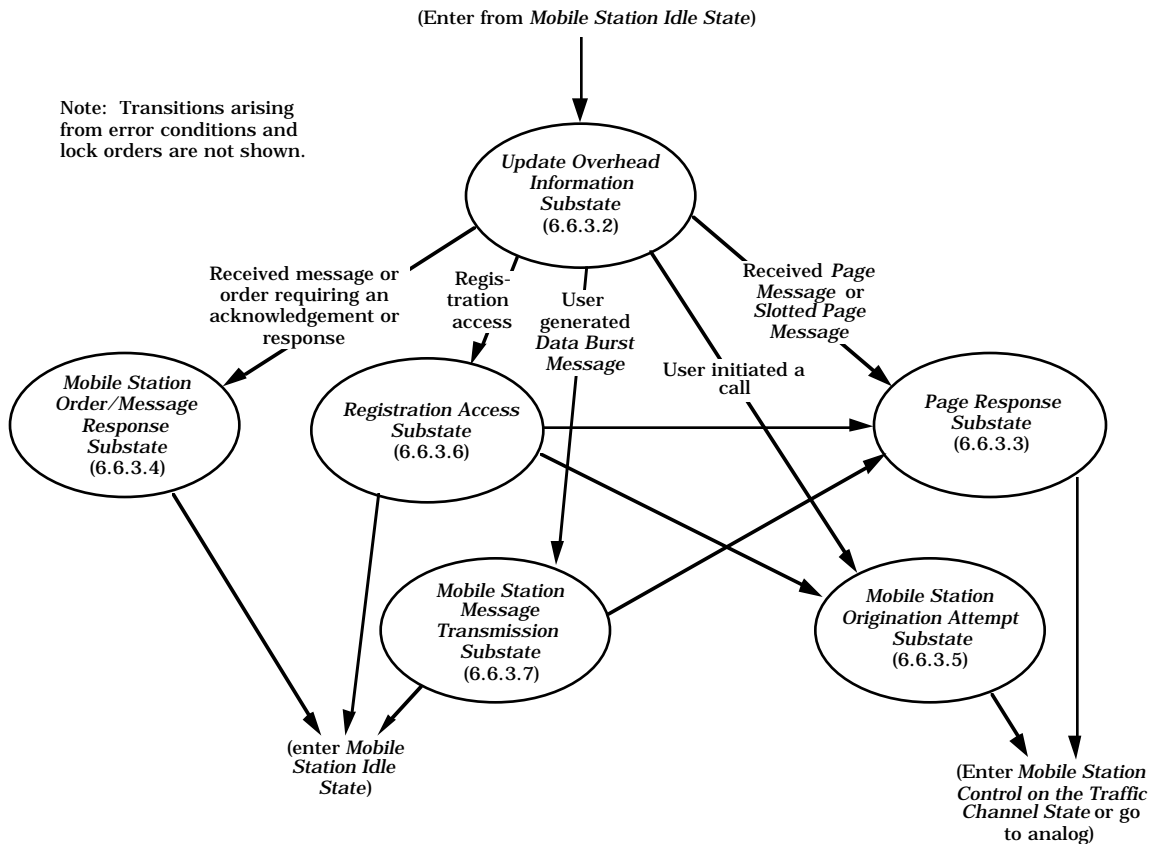 (Enter from Mobile Station Idle State)
Note: Transitions arising
from error conditions and
lock orders are not shown.
Update Overhead
Information
Substate
(6.6.3.2)
Received message or
order requiring an
acknowledgement or
response
Regis-
tration
access
User
generated
Data Burst
Message
User initiated a
call
Received Page
Message or
Slotted Page
Message
Mobile Station
Order/Message
Response
Substate
(6.6.3.4)
Registration Access
Substate
(6.6.3.6)
Page Response
Substate
(6.6.3.3)
Mobile Station
Message
Transmission
Substate
(6.6.3.7)
Mobile Station
Origination Attempt
Substate
(6.6.3.5)
(enter Mobile
Station Idle
State)
(Enter Mobile Station
Control on the Traffic
Channel State or go
to analog)